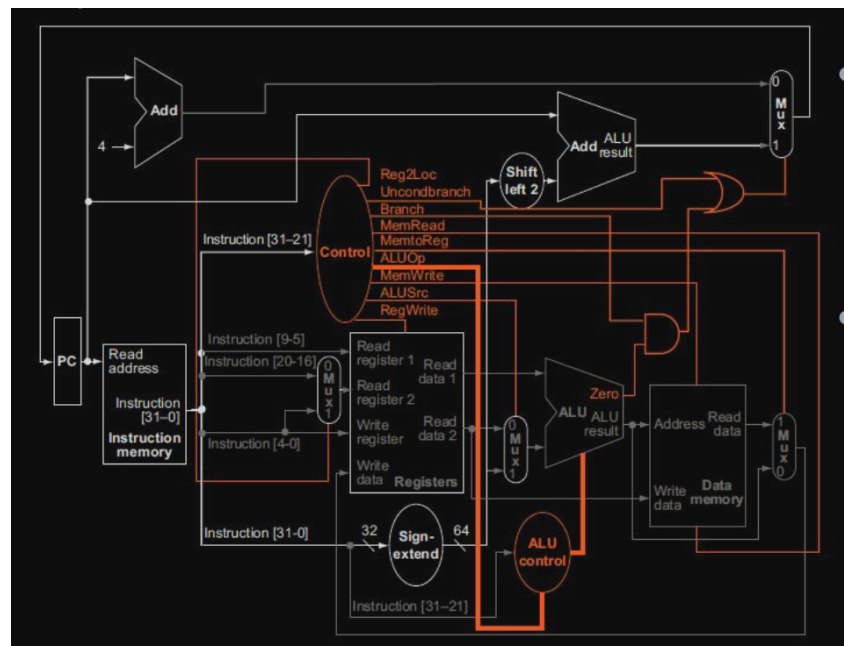 Add
4
0
Mux
1
Add
ALU
result
Shift
left 2
Reg2Loc
Uncondbranch
Branch
MemRead
MemtoReg
ALUOp
MemWrite
ALUSrc
RegWrite
Control
Instruction [31–21]
PC
Read
address
Instruction
[31–0]
Instruction
memory
Instruction [9-5]
Instruction [20-16]
Instruction [4-0]
0
Mux
1
Read
register 1
Read
register 2
Write
register
Write
data
Read
data 1
Read
data 2
Registers
0
Mux
1
Zero
ALU
ALU
result
Address
Read
data
Write
data
Data
memory
1
Mux
0
Instruction [31-0]
32
Sign-
extend
64
ALU
control
Instruction [31–21]